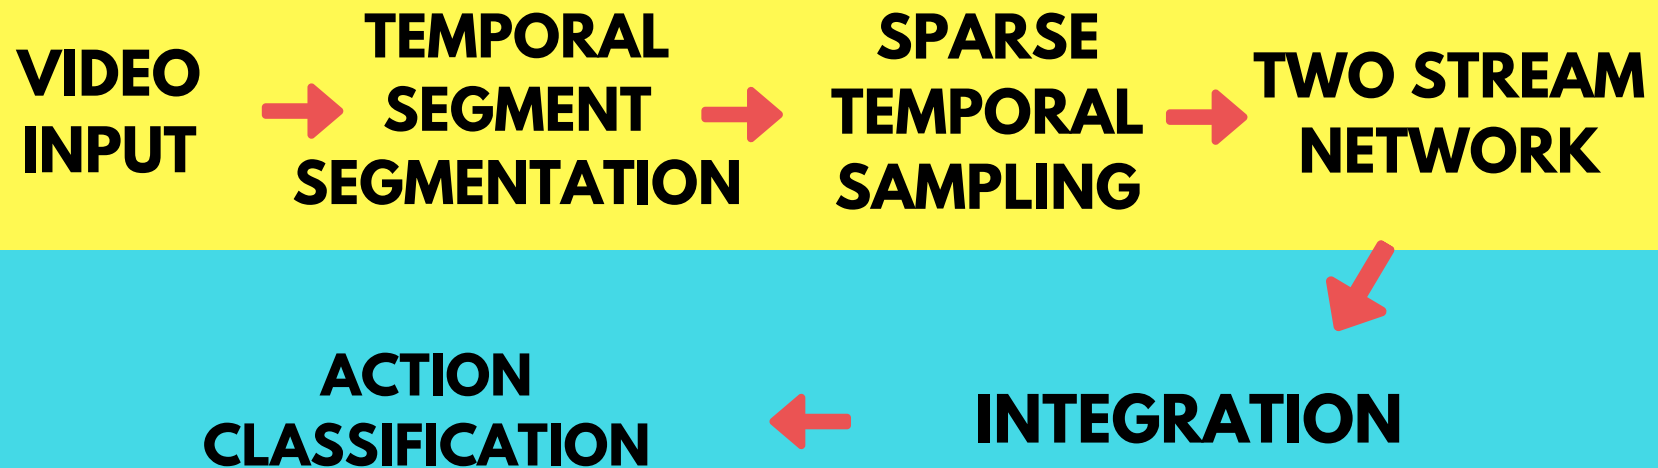 VIDEO
INPUT
TEMPORAL
SEGMENT
SEGMENTATION
SPARSE
TEMPORAL
SAMPLING
TWO STREAM
NETWORK
INTEGRATION
ACTION
CLASSIFICATION